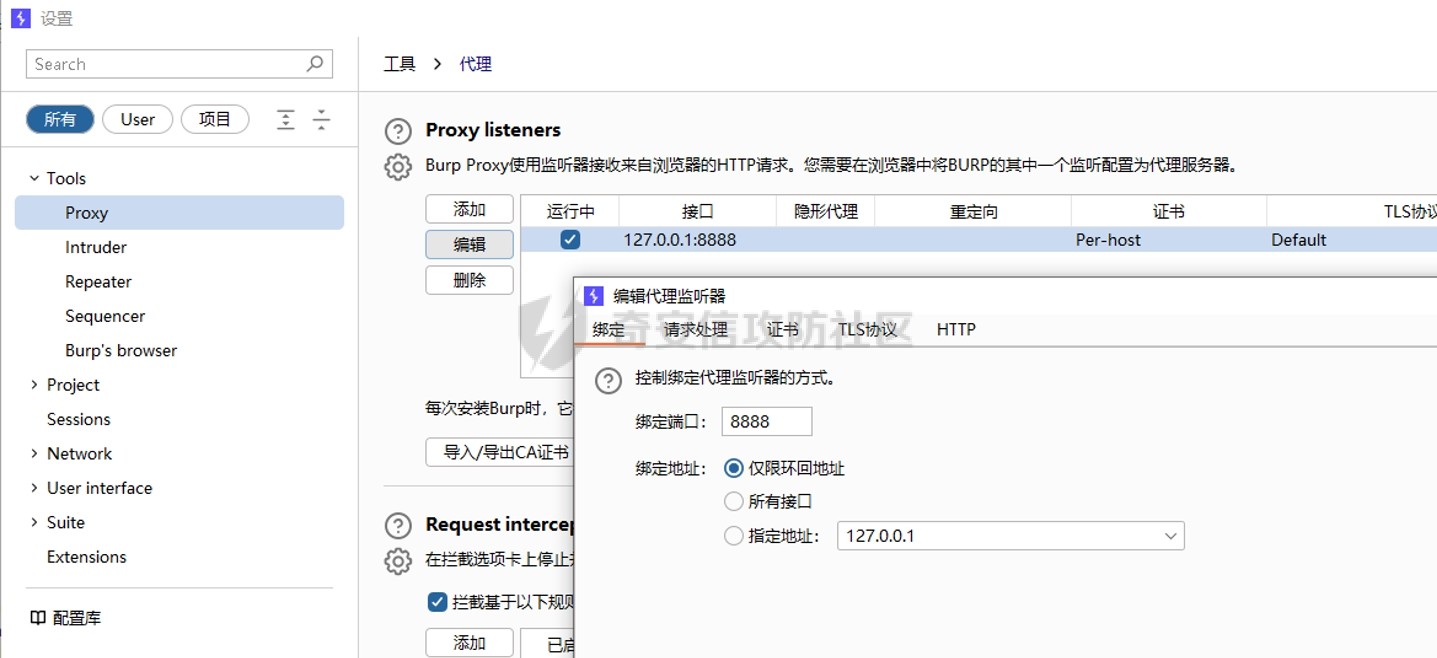 设置
Search
所有 User 项目
Tools
Proxy
Intruder
Repeater
Sequencer
Burp's browser
Project
Sessions
Network
User interface
Suite
Extensions
配置库
工具 > 代理
Proxy listeners
Burp Proxy使用监听器接收来自浏览器的HTTP请求。您需要在浏览器中将BURP的其中一个监听配置为代理服务器。
添加
编辑
删除
运行中 接口 隐形代理 重定向 证书 TLS协议
127.0.0.1:8888 Per-host Default
每次安装Burp时，它
导入/导出CA证书
Request intercep
在拦截选项卡上停止
拦截基于以下规则
添加
已启
编辑代理监听器
绑定 请求处理 证书 TLS协议 HTTP
奇安信攻防社区
控制绑定代理监听器的方式。
绑定端口： 8888
绑定地址： 仅限环回地址
所有接口
指定地址： 127.0.0.1